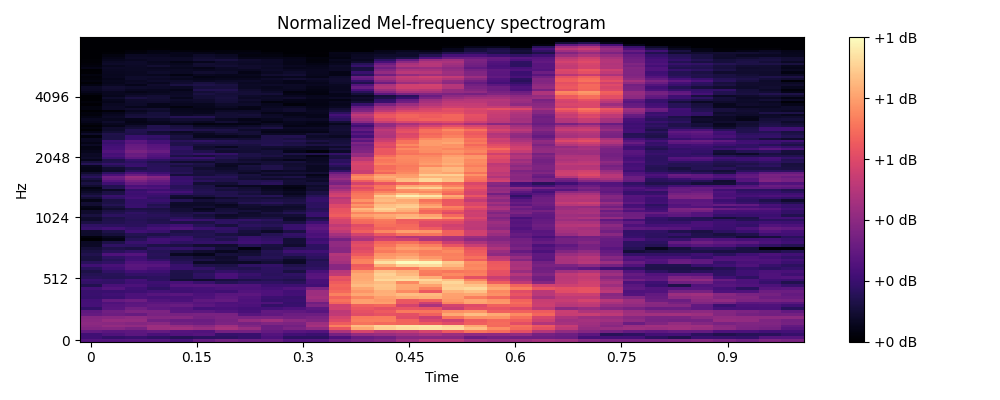 Normalized Mel-frequency spectrogram
Hz
4096
2048
1024
512
0
0 0.15 0.3 0.45 0.6 0.75 0.9
Time
+1 dB
+1 dB
+1 dB
+0 dB
+0 dB
+0 dB